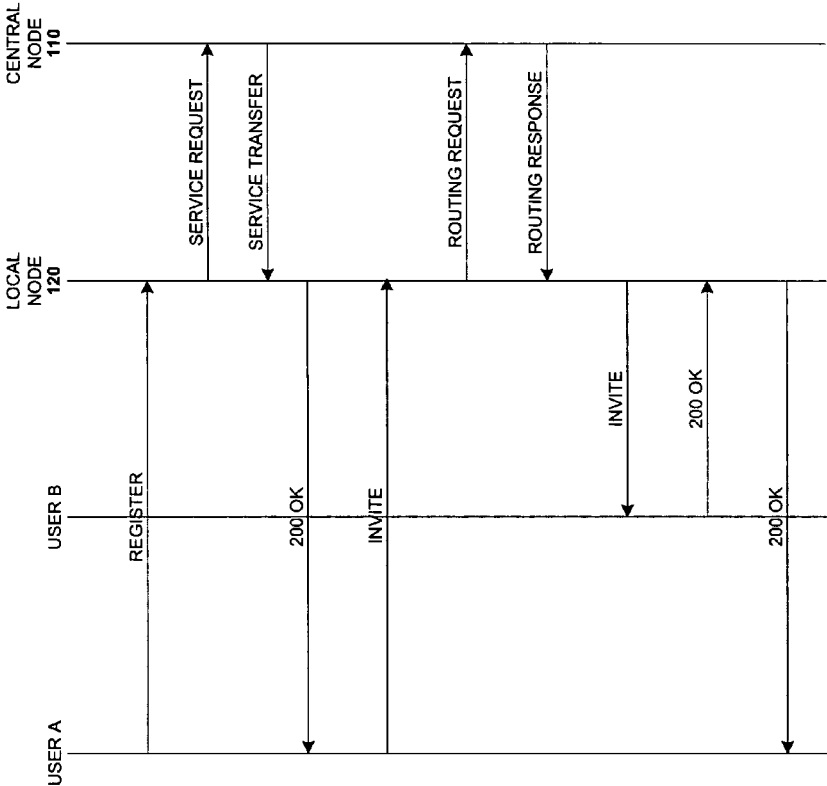 USER A
USER B
LOCAL
NODE
120
CENTRAL
NODE
110
REGISTER
SERVICE REQUEST
SERVICE TRANSFER
200 OK
INVITE
ROUTING REQUEST
ROUTING RESPONSE
INVITE
200 OK
200 OK